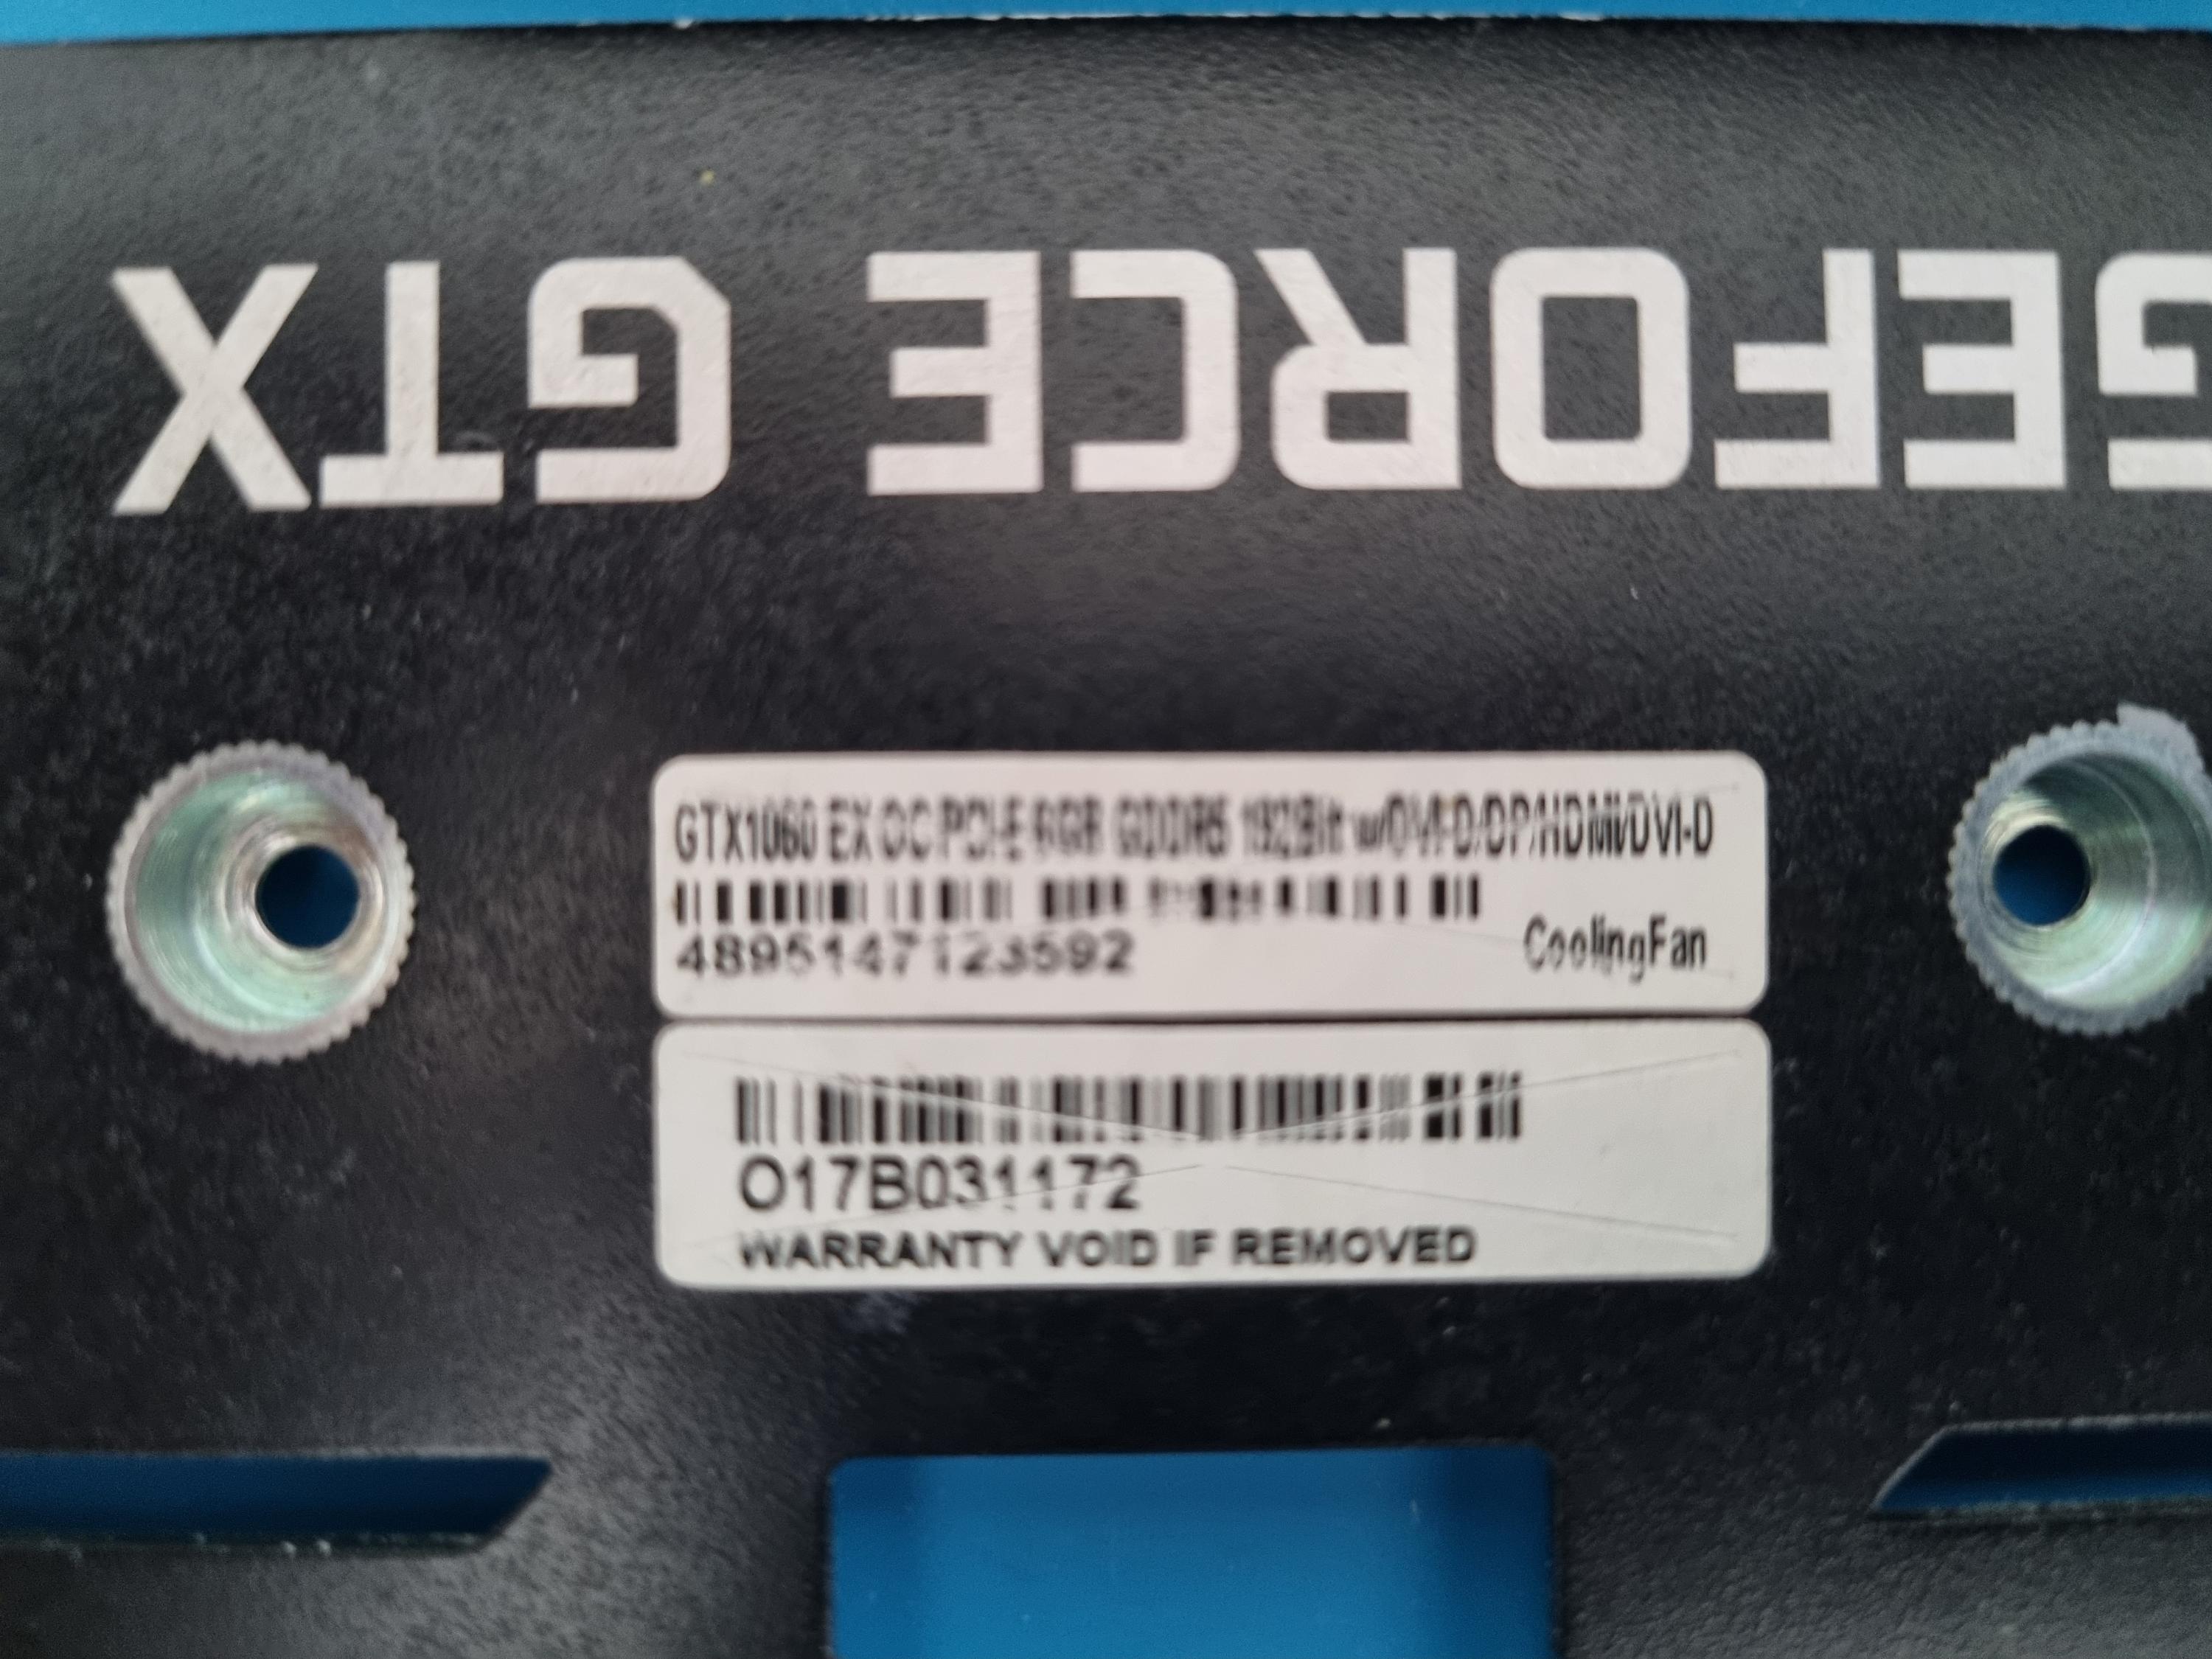 GEFORCE GTX
GTX1060 EX OC PCI-E 6GB GDDR5 192Bit w/DVI-D/DP/HDMI/DVI-D
4895147123592
CoolingFan
O17B031172
WARRANTY VOID IF REMOVED